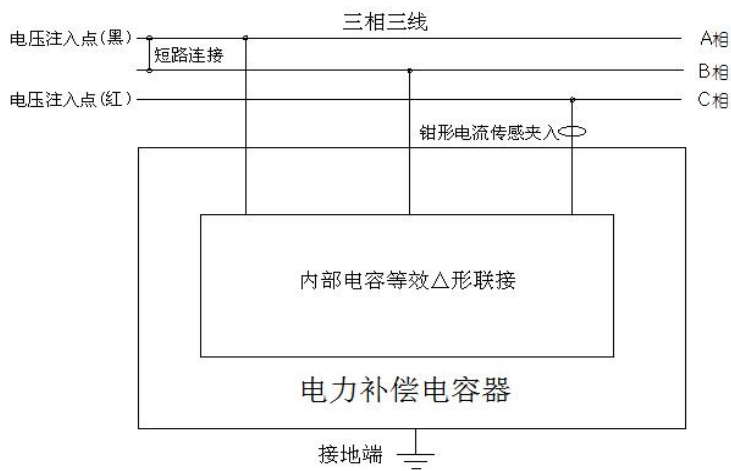 三相三线
电压注入点(黑)
A相
短路连接
B相
电压注入点(红)
C相
钳形电流传感夹入
内部电容等效△形联接
电力补偿电容器
接地端